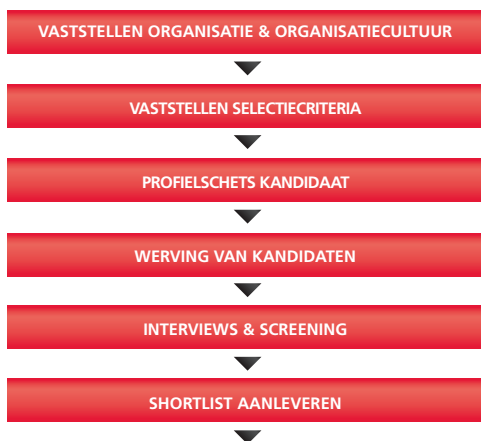 VASTSTELLEN ORGANISATIE & ORGANISATIECULTUUR
VASTSTELLEN SELECTIECRITERIA
PROFIELSCHETS KANDIDAAT
WERVING VAN KANDIDATEN
INTERVIEWS & SCREENING
SHORTLIST AANLEVEREN